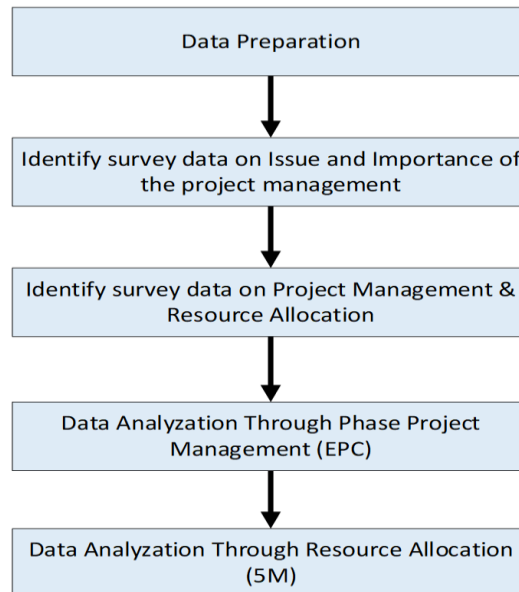 Data Preparation
Identify survey data on Issue and Importance of
the project management
Identify survey data on Project Management &
Resource Allocation
Data Analyzation Through Phase Project
Management (EPC)
Data Analyzation Through Resource Allocation
(5M)